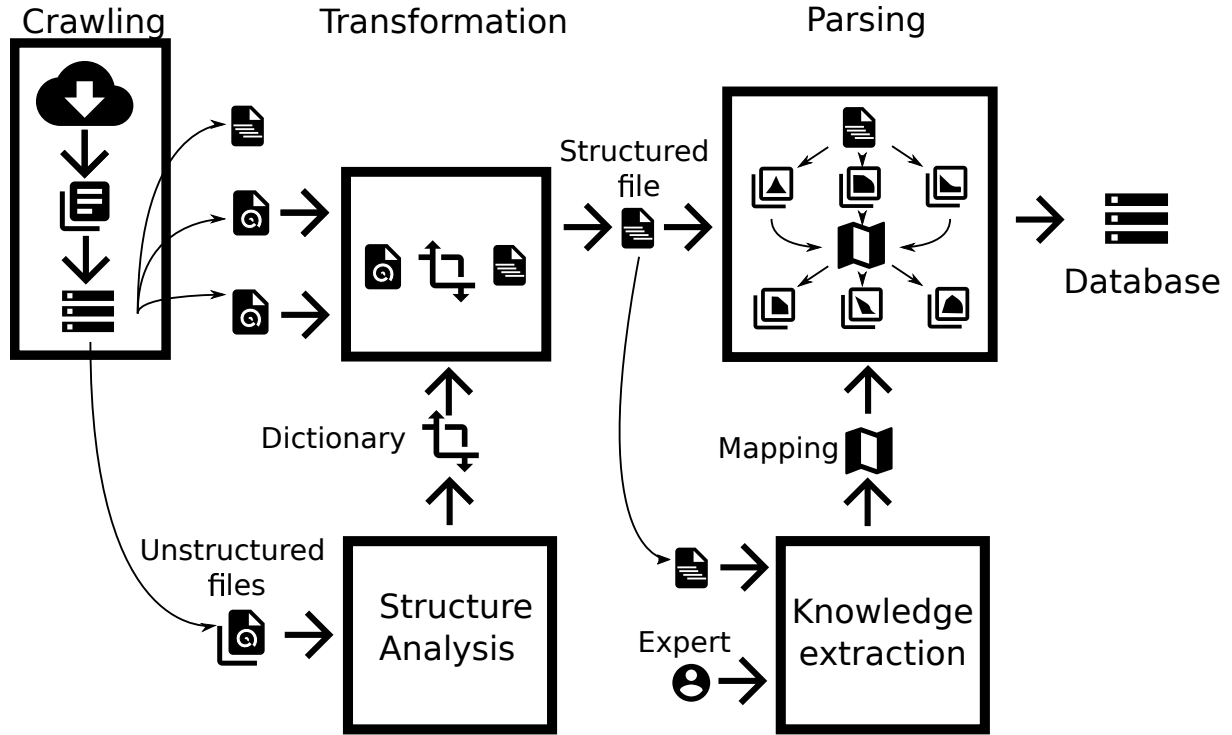 Crawling
Transformation
Parsing
Structured
file
Database
Dictionary
Mapping
Unstructured
files
Structure
Analysis
Knowledge
extraction
Expert